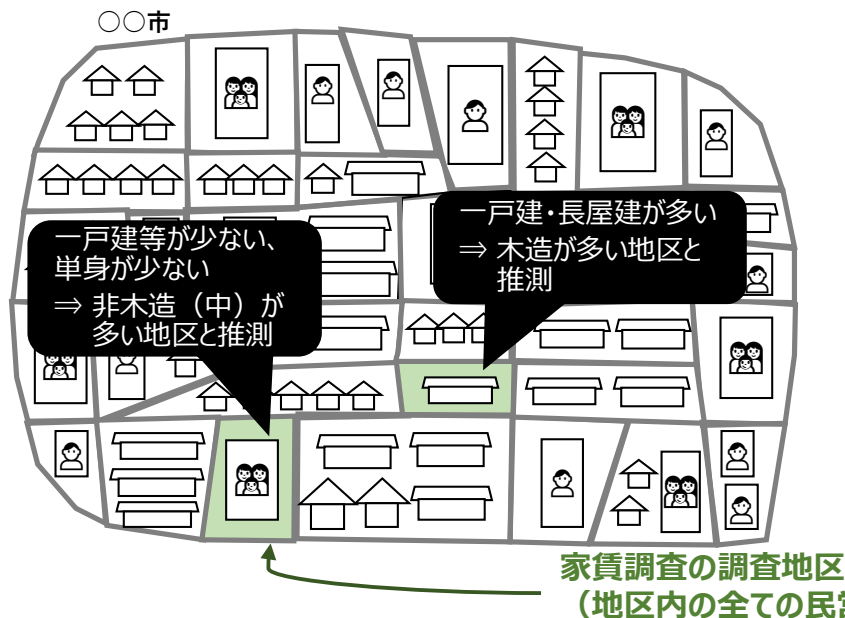 ○○市
一戸建等が少ない、
単身が少ない
⇒ 非木造（中）が
多い地区と推測
一戸建・長屋建が多い
⇒ 木造が多い地区と
推測
家賃調査の調査地区
（地区内の全ての民営